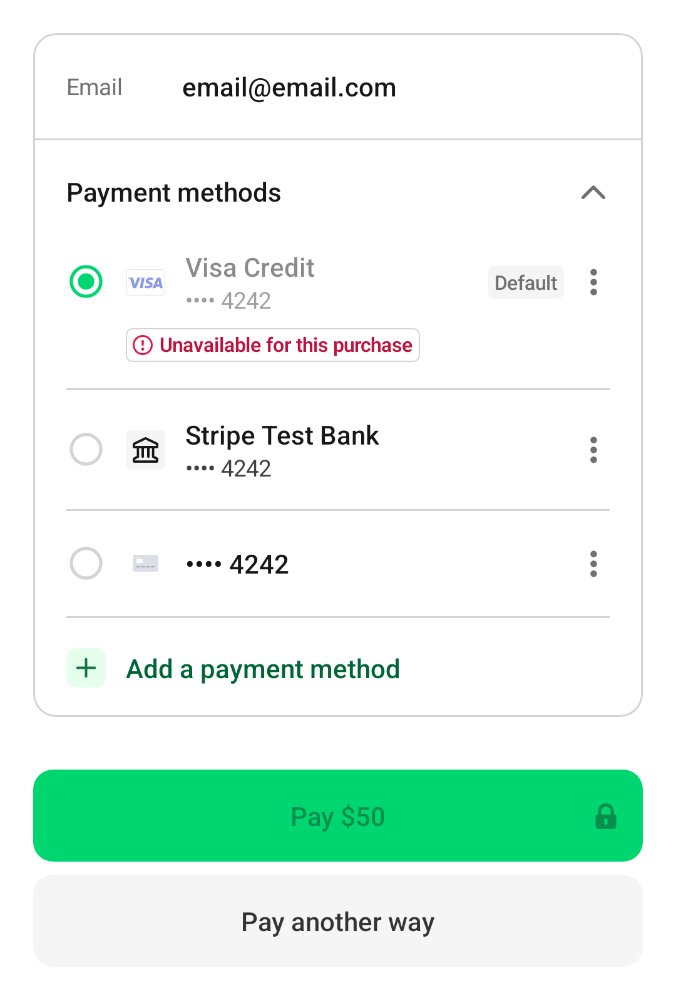 Email email@email.com
Payment methods
VISA Visa Credit Default
•••• 4242
Unavailable for this purchase
Stripe Test Bank
•••• 4242
•••• 4242
Add a payment method
Pay $50
Pay another way